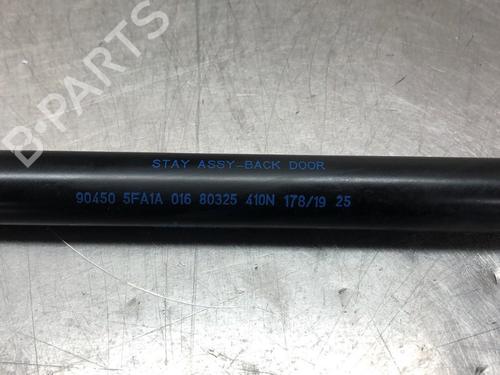 B-PARTS
STAY ASSY-BACK DOOR
90450 5FA1A 016 80325 410N 178/19 25